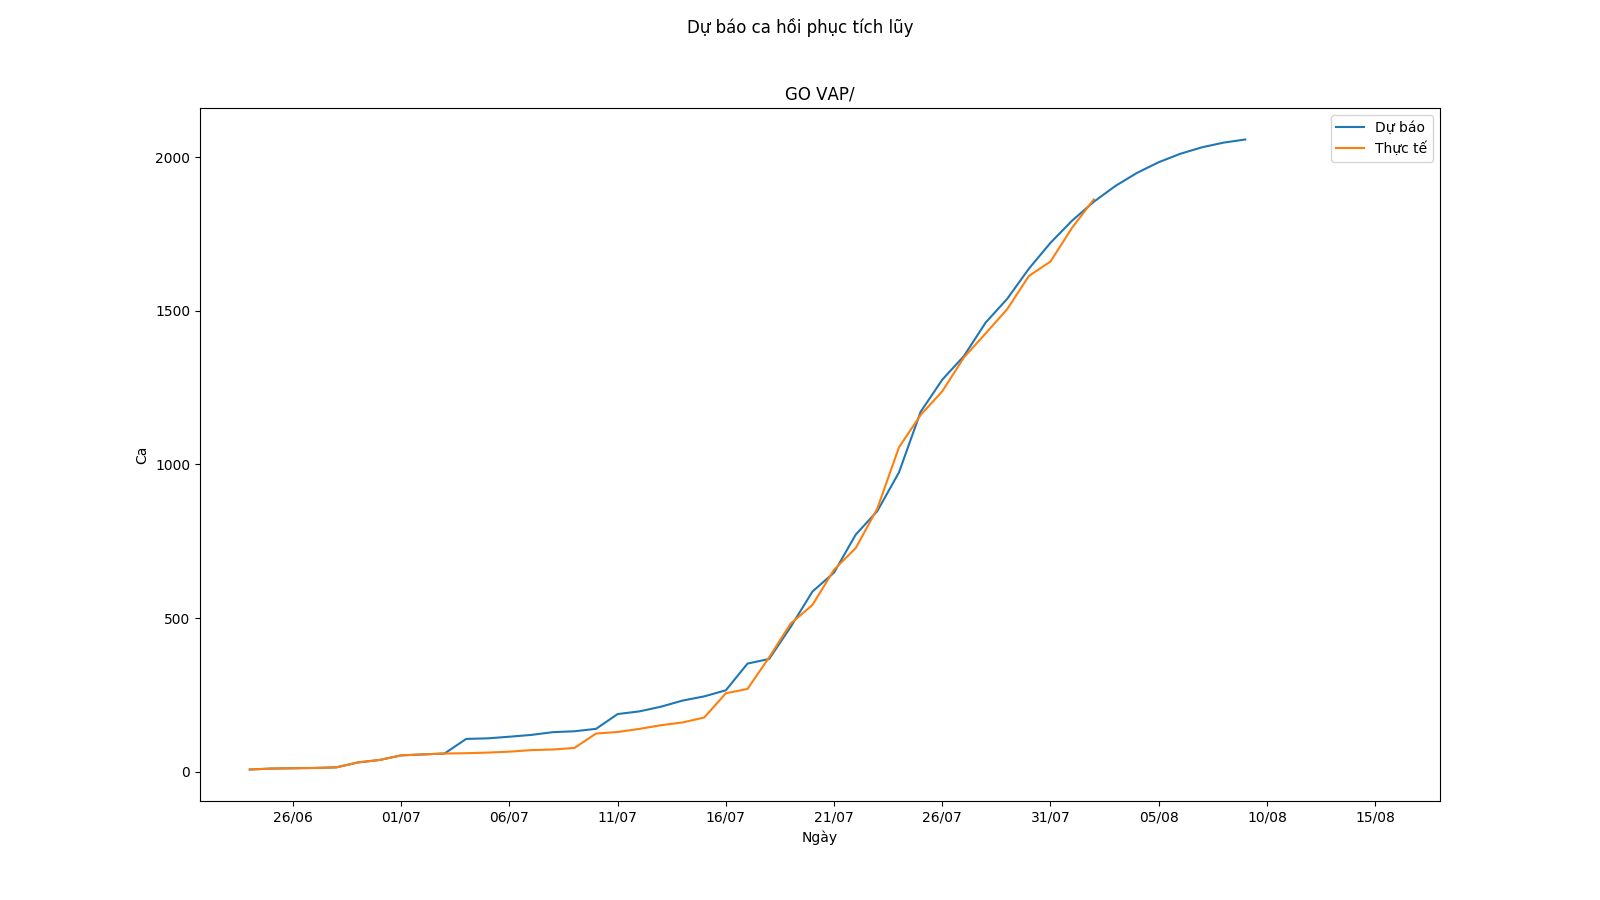 Dự báo ca hồi phục tích lũy
GO VAP/
Dự báo
Thực tế
2000
1500
1000
500
0
Ca
26/06 01/07 06/07 11/07 16/07 21/07 26/07 31/07 05/08 10/08 15/08
Ngày